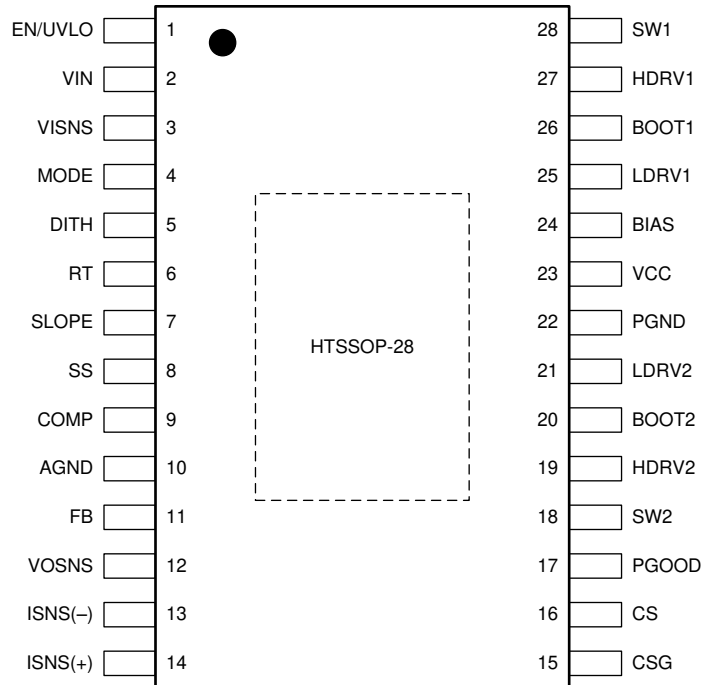 EN/UVLO 1 28 SW1
VIN 2 27 HDRV1
VISNS 3 26 BOOT1
MODE 4 25 LDRV1
DITH 5 24 BIAS
RT 6 23 VCC
SLOPE 7 22 PGND
HTSSOP-28
SS 8 21 LDRV2
COMP 9 20 BOOT2
AGND 10 19 HDRV2
FB 11 18 SW2
VOSNS 12 17 PGOOD
ISNS(–) 13 16 CS
ISNS(+) 14 15 CSG